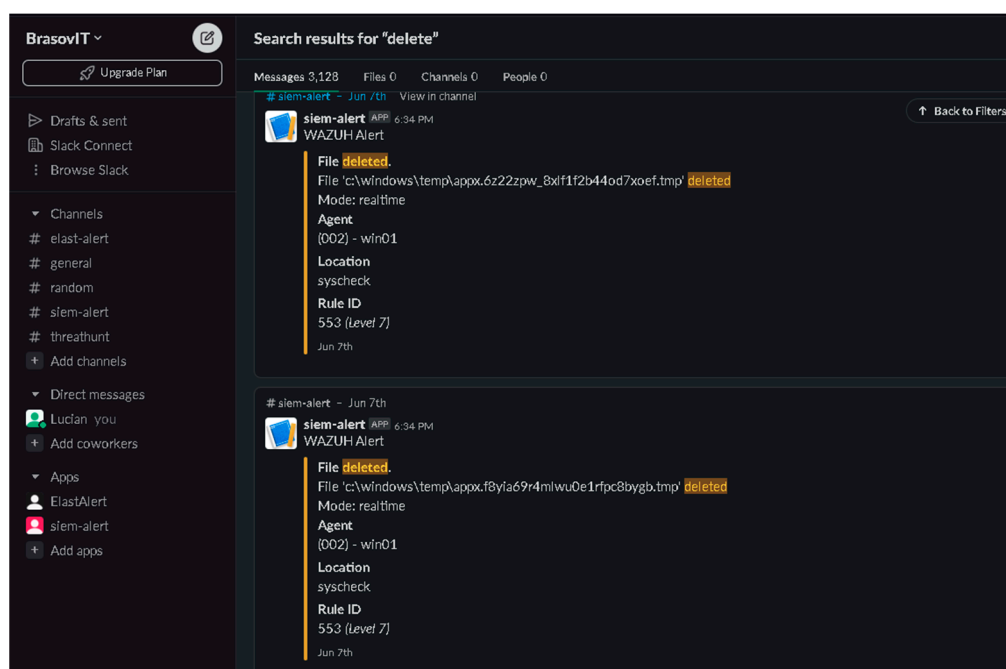 BrasovIT
Upgrade Plan
Drafts & sent
Slack Connect
Browse Slack
Channels
# elast-alert
# general
# random
# siem-alert
# threathunt
+ Add channels
Direct messages
Lucian you
+ Add coworkers
Apps
ElastAlert
siem-alert
+ Add apps
Search results for “delete”
Messages 3,128 Files 0 Channels 0 People 0
# siem-alert – Jun 7th View in channel
↑ Back to Filters
siem-alert APP 6:34 PM
WAZUH Alert
File deleted.
File 'c:\windows\temp\appx.6z22zpw_8xlf1f2b44od7xoef.tmp' deleted
Mode: realtime
Agent
(002) - win01
Location
syscheck
Rule ID
553 (Level 7)
Jun 7th
# siem-alert – Jun 7th
siem-alert APP 6:34 PM
WAZUH Alert
File deleted.
File 'c:\windows\temp\appx.f8yia69r4mlwu0e1rfpc8bygb.tmp' deleted
Mode: realtime
Agent
(002) - win01
Location
syscheck
Rule ID
553 (Level 7)
Jun 7th